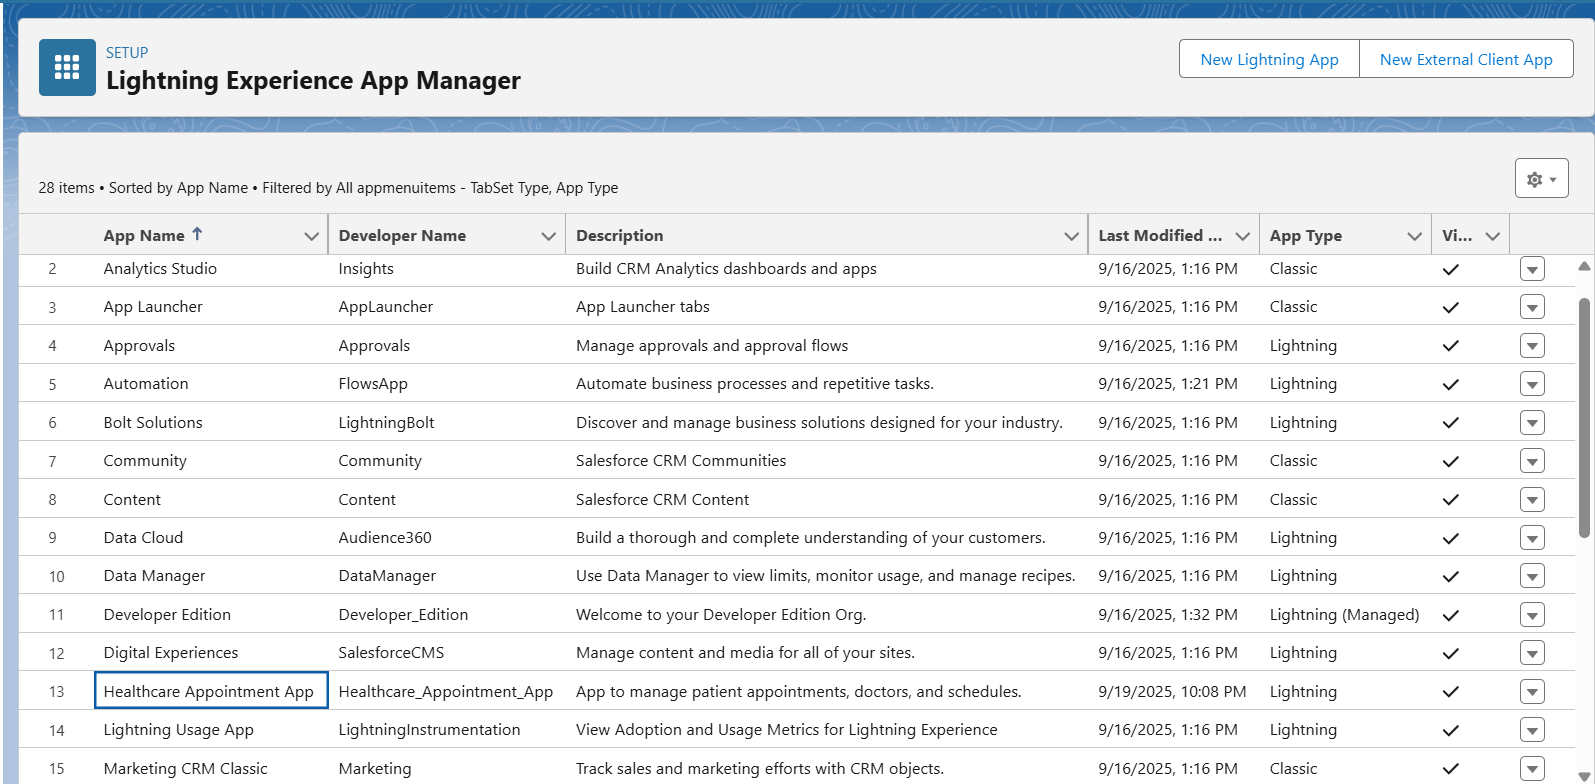 SETUP
Lightning Experience App Manager
New Lightning App New External Client App
28 items • Sorted by App Name • Filtered by All appmenuitems - TabSet Type, App Type
App Name Developer Name Description Last Modified ... App Type Vi...
2 Analytics Studio Insights Build CRM Analytics dashboards and apps 9/16/2025, 1:16 PM Classic
3 App Launcher AppLauncher App Launcher tabs 9/16/2025, 1:16 PM Classic
4 Approvals Approvals Manage approvals and approval flows 9/16/2025, 1:16 PM Lightning
5 Automation FlowsApp Automate business processes and repetitive tasks. 9/16/2025, 1:21 PM Lightning
6 Bolt Solutions LightningBolt Discover and manage business solutions designed for your industry. 9/16/2025, 1:16 PM Lightning
7 Community Community Salesforce CRM Communities 9/16/2025, 1:16 PM Classic
8 Content Content Salesforce CRM Content 9/16/2025, 1:16 PM Classic
9 Data Cloud Audience360 Build a thorough and complete understanding of your customers. 9/16/2025, 1:16 PM Lightning
10 Data Manager DataManager Use Data Manager to view limits, monitor usage, and manage recipes. 9/16/2025, 1:16 PM Lightning
11 Developer Edition Developer_Edition Welcome to your Developer Edition Org. 9/16/2025, 1:32 PM Lightning (Managed)
12 Digital Experiences SalesforceCMS Manage content and media for all of your sites. 9/16/2025, 1:16 PM Lightning
13 Healthcare Appointment App Healthcare_Appointment_App App to manage patient appointments, doctors, and schedules. 9/19/2025, 10:08 PM Lightning
14 Lightning Usage App LightningInstrumentation View Adoption and Usage Metrics for Lightning Experience 9/16/2025, 1:16 PM Lightning
15 Marketing CRM Classic Marketing Track sales and marketing efforts with CRM objects. 9/16/2025, 1:16 PM Classic